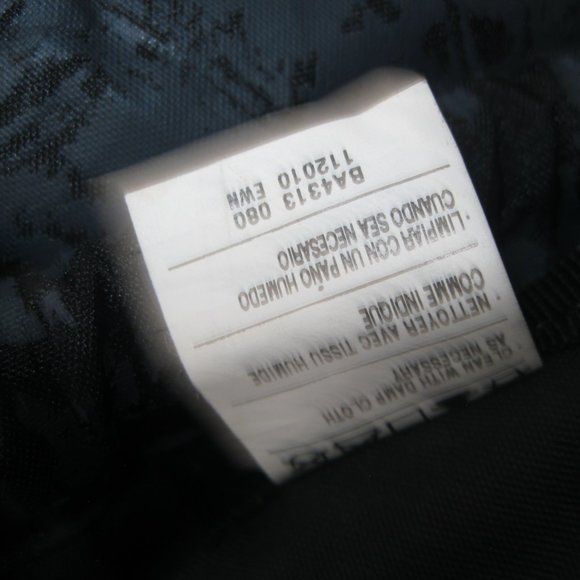 · CLEAN WITH DAMP CLOTH
AS NECESSARY
· NETTOYER AVEC TISSU HUMIDE
COMME INDIQUE
· LIMPIAR CON UN PAÑO HUMEDO
CUANDO SEA NECESARIO
BA4313 080
112010 EWN